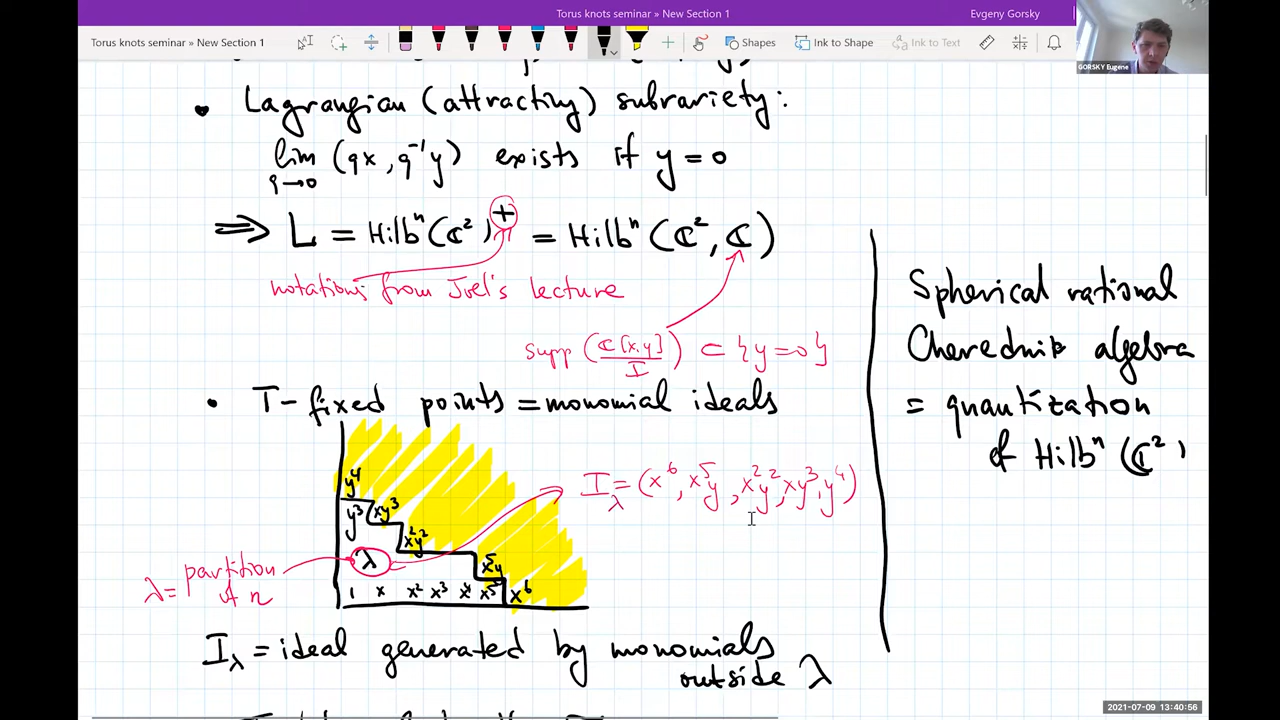 Torus knots seminar » New Section 1
Evgeny Gorsky
Torus knots seminar » New Section 1
Shapes
Ink to Shape
Ink to Text
GORSKY Eugene
• Lagrangian (attracting) subvariety:
lim q→0 (qx, q⁻¹y) exists if y=0
⟹ L = Hilbⁿ(ℂ²)⁺ = Hilbⁿ(ℂ², ℂ)
notations from Joel's lecture
supp (ℂ[x,y]/I) ⊂ {y=0}
• T-fixed points = monomial ideals
y⁴
y³ xy³
x²y²
λ
x⁵y
1 x x² x³ x⁴ x⁵ x⁶
I_λ = (x⁶, x⁵y, x²y², xy³, y⁴)
λ = partition
of n
I_λ = ideal generated by monomials
outside λ
Spherical rational
Cherednik algebra
= quantization
of Hilbⁿ(ℂ²)
2021-07-09 13:40:56